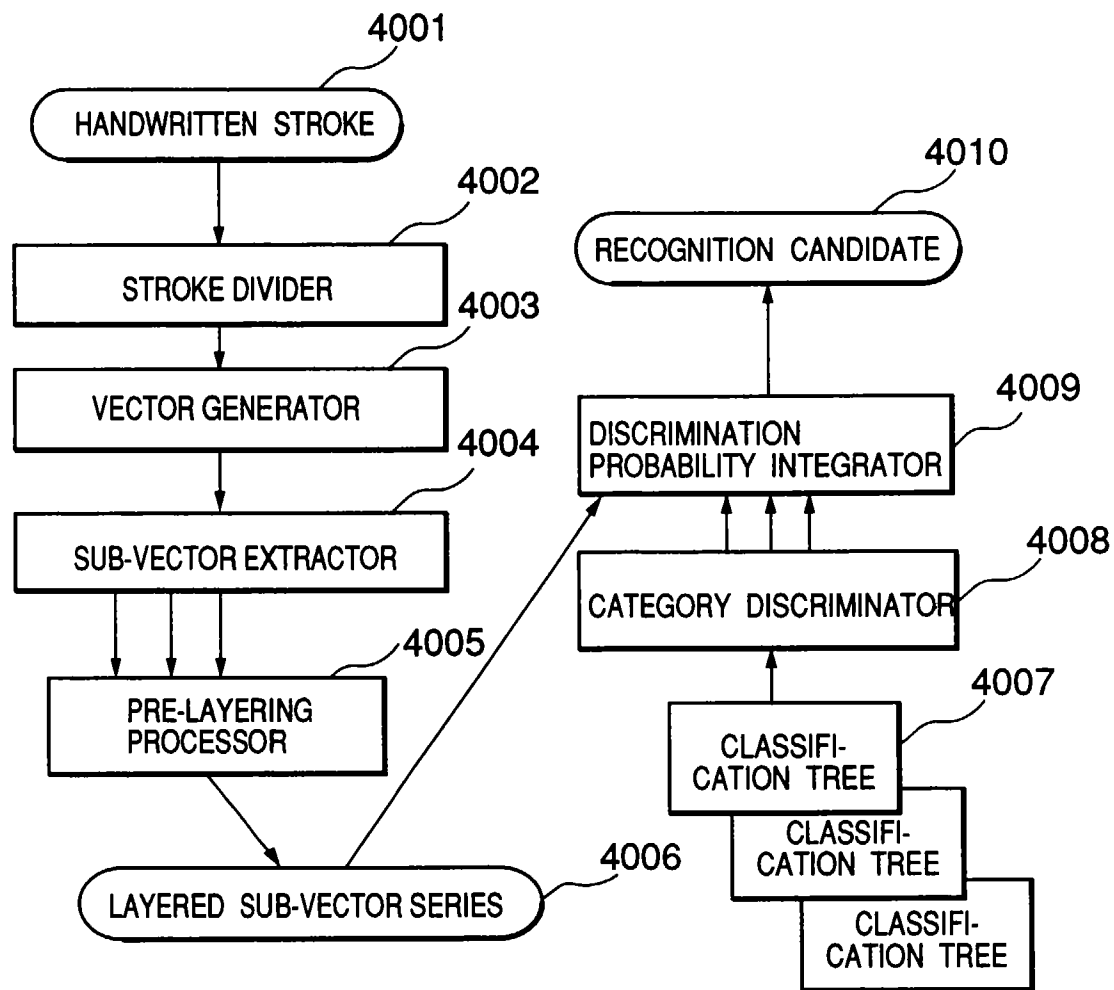 4001
HANDWRITTEN STROKE
4002
STROKE DIVIDER
4003
VECTOR GENERATOR
4004
SUB-VECTOR EXTRACTOR
4005
PRE-LAYERING
PROCESSOR
4006
LAYERED SUB-VECTOR SERIES
4010
RECOGNITION CANDIDATE
4009
DISCRIMINATION
PROBABILITY INTEGRATOR
4008
CATEGORY DISCRIMINATOR
4007
CLASSIFI-
CATION TREE
CLASSIFI-
CATION TREE
CLASSIFI-
CATION TREE